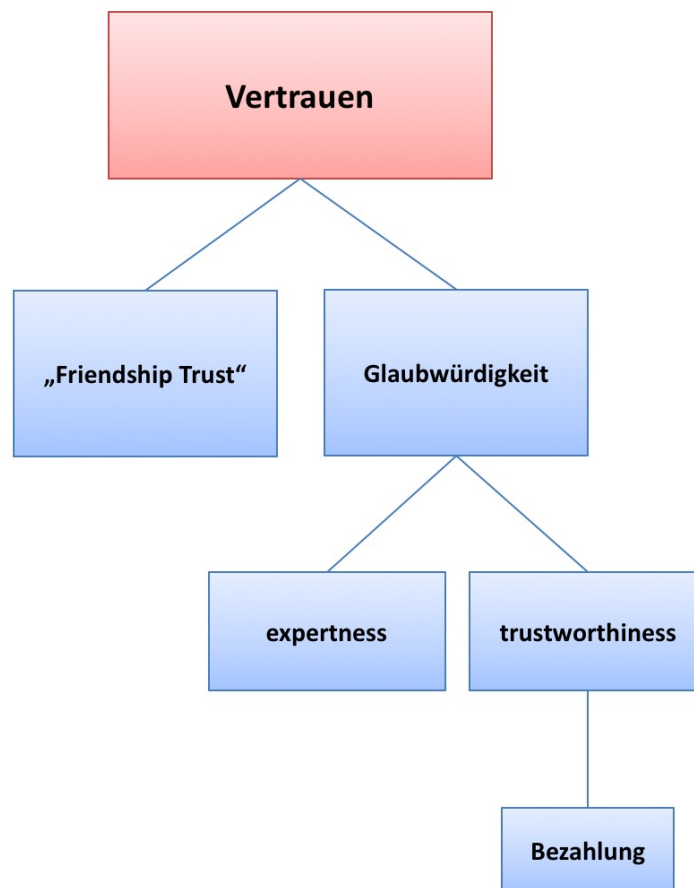 Vertrauen
„Friendship Trust“
Glaubwürdigkeit
expertness
trustworthiness
Bezahlung